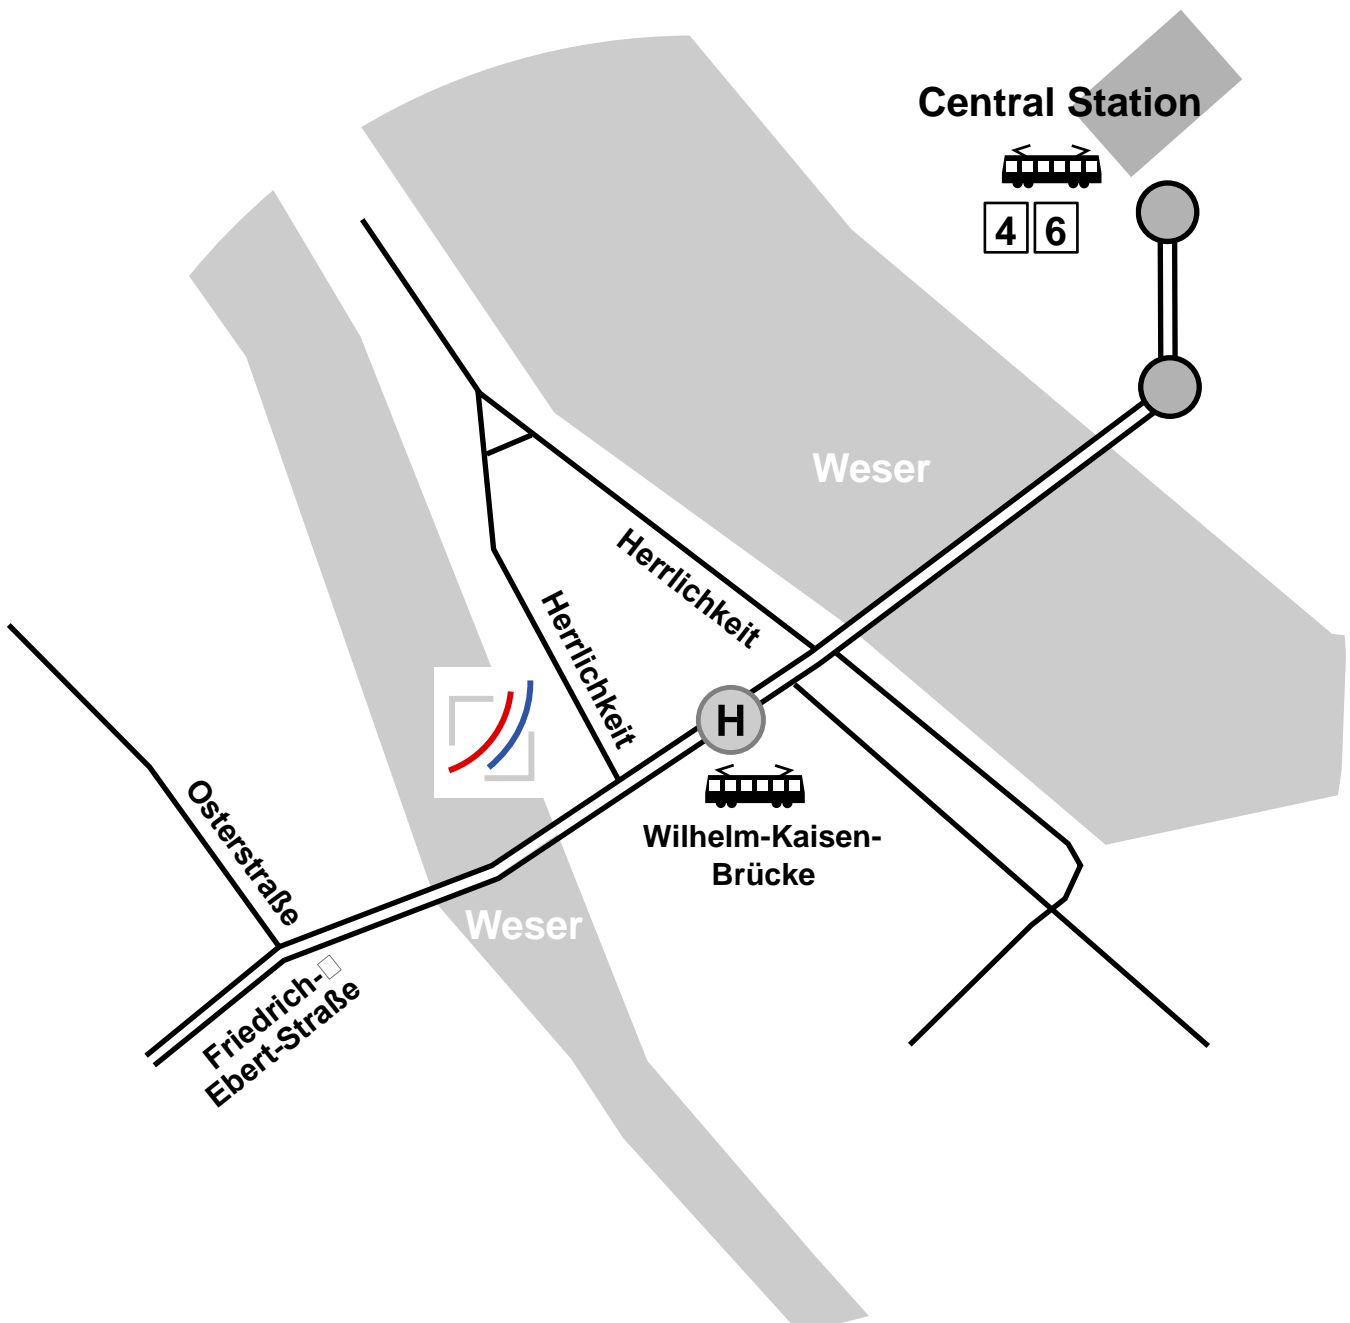 Central Station
4 6
Weser
Herrlichkeit
Herrlichkeit
H
Wilhelm-Kaisen-
Brücke
Osterstraße
Weser
Friedrich-
Ebert-Straße